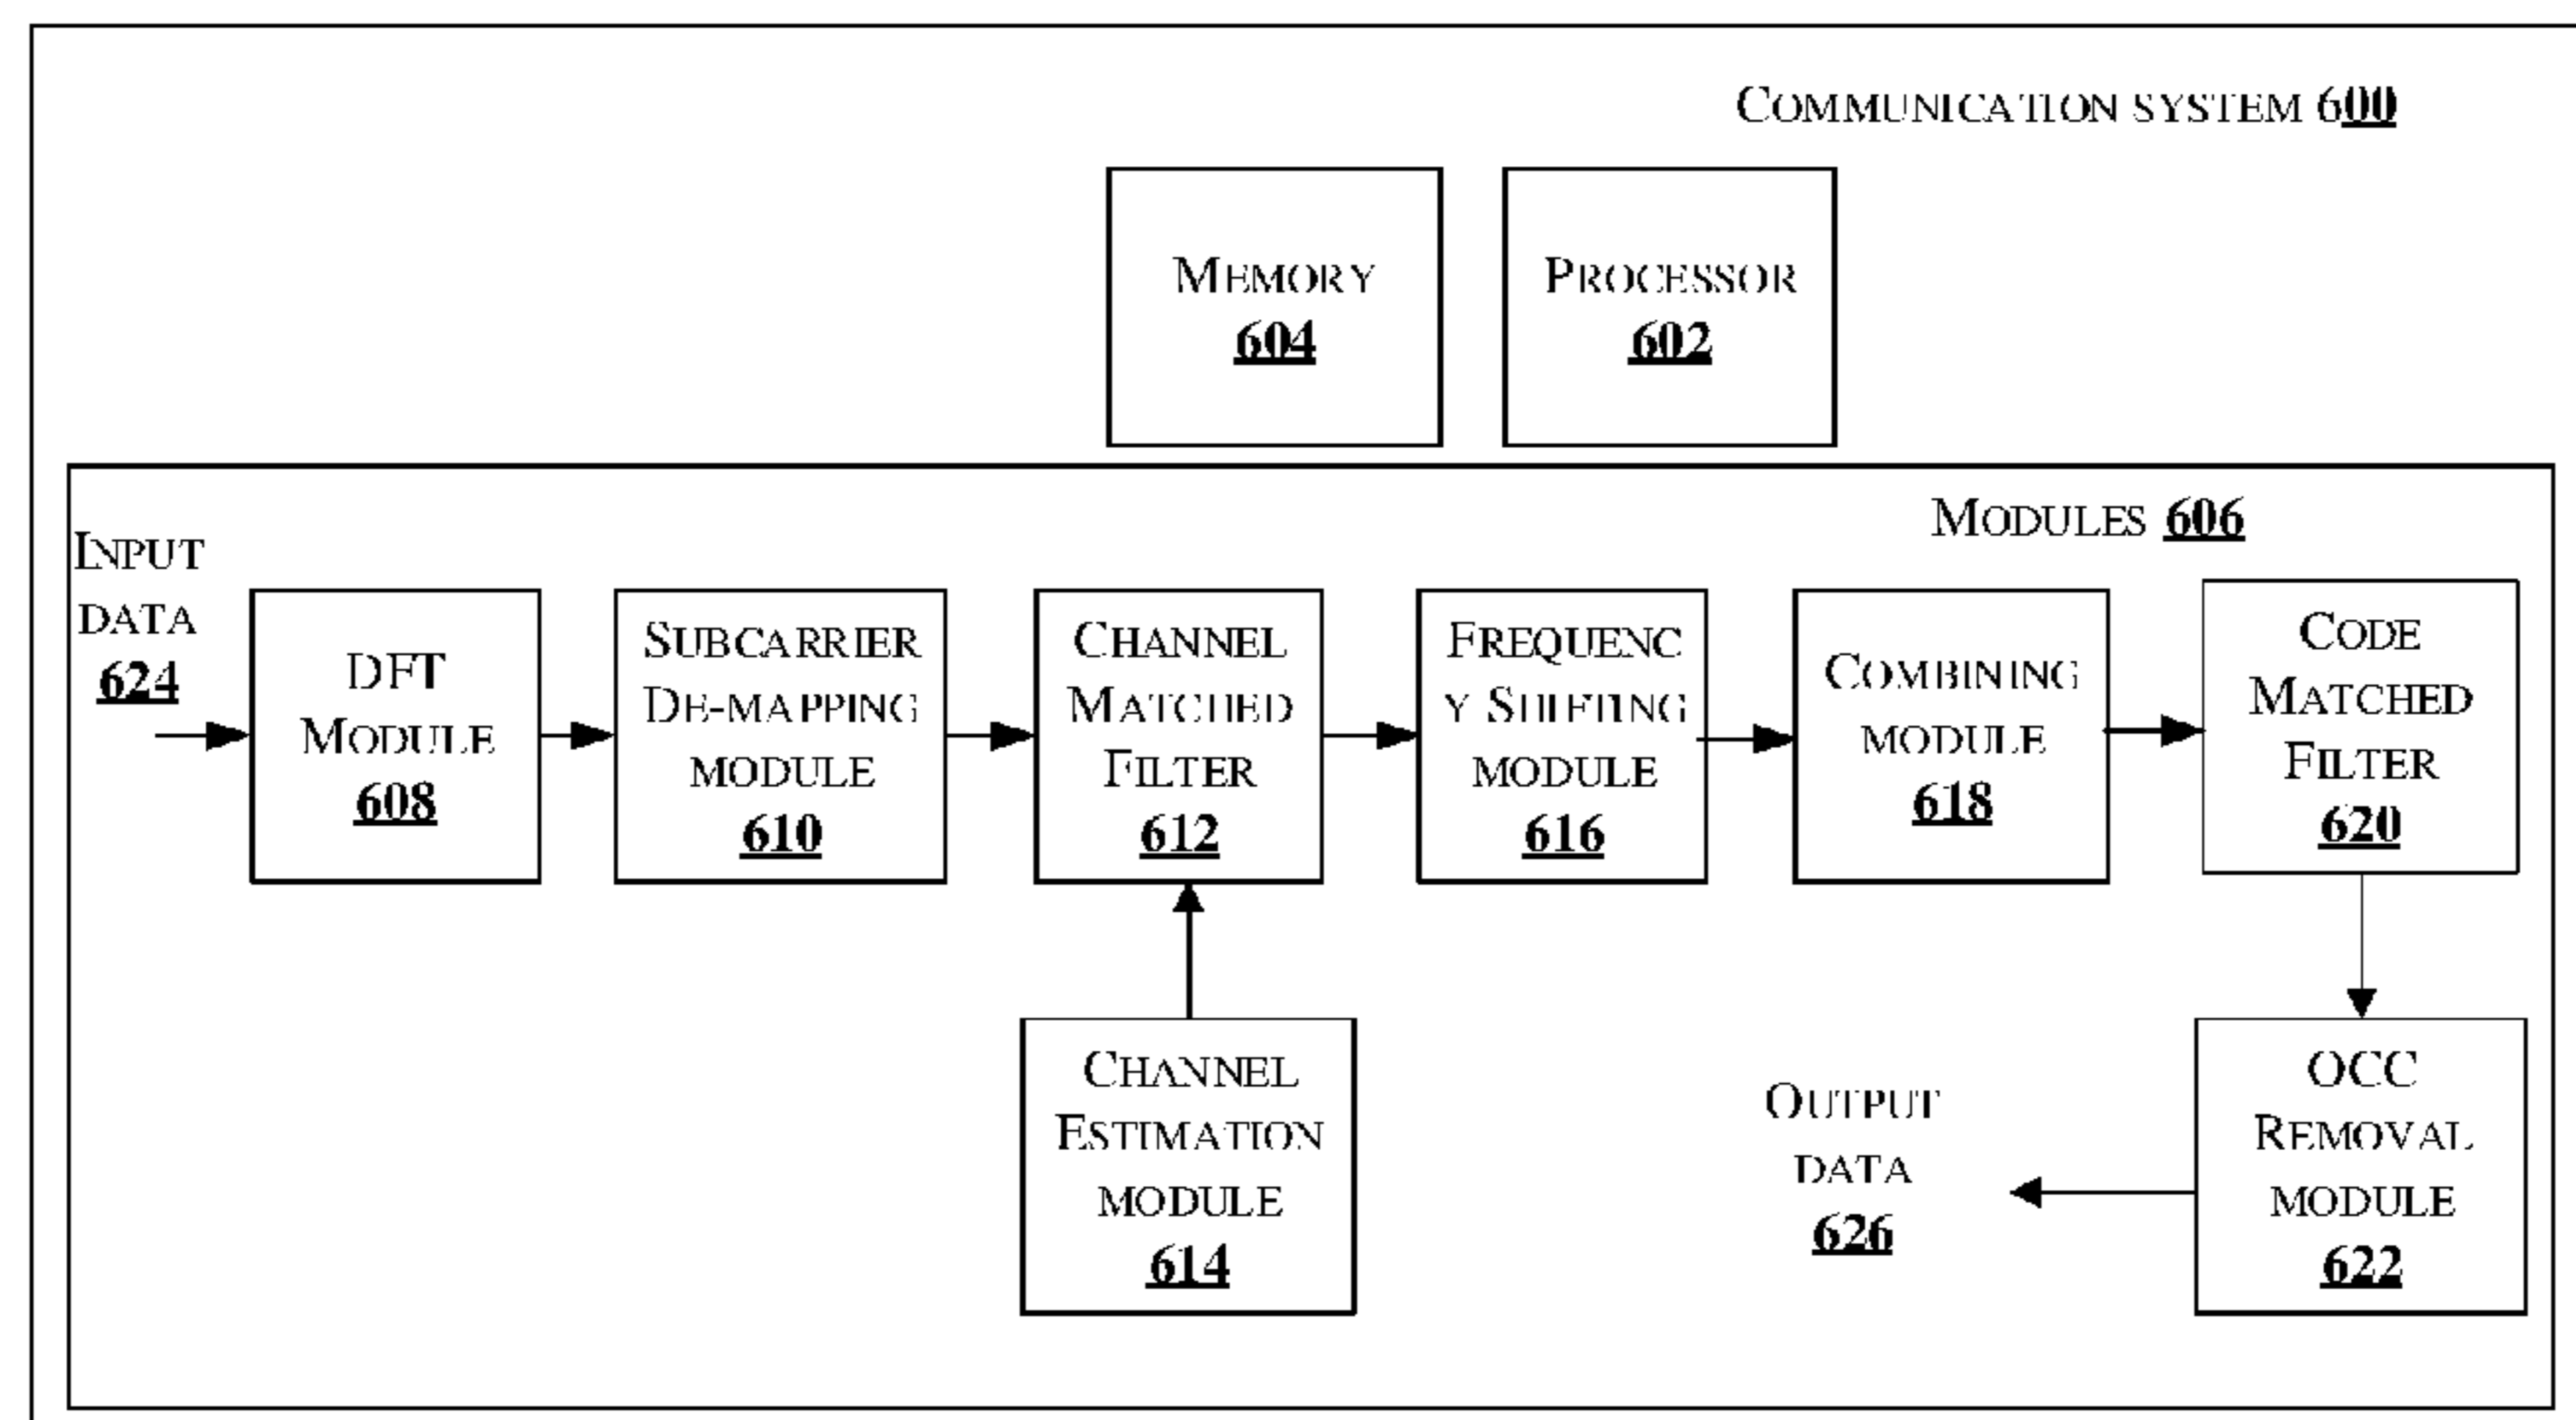 COMMUNICATION SYSTEM 600
MEMORY
604
PROCESSOR
602
MODULES 606
INPUT
DATA
624
DFT
MODULE
608
SUBCARRIER
DE-MAPPING
MODULE
610
CHANNEL
MATCHED
FILTER
612
FREQUENC
Y SHIFTING
MODULE
616
COMBINING
MODULE
618
CODE
MATCHED
FILTER
620
CHANNEL
ESTIMATION
MODULE
614
OUTPUT
DATA
626
OCC
REMOVAL
MODULE
622